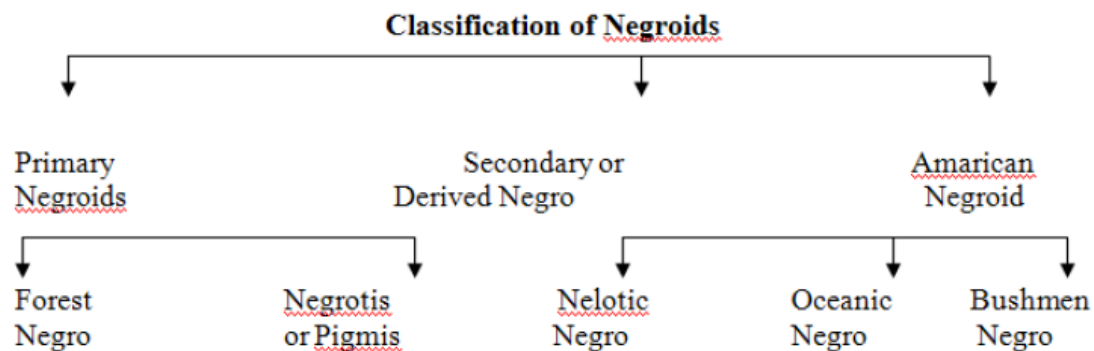 Classification of Negroids
Primary Secondary or Amarican
Negroids Derived Negro Negroid
Forest Negrotis Nelotic Oceanic Bushmen
Negro or Pigmis Negro Negro Negro